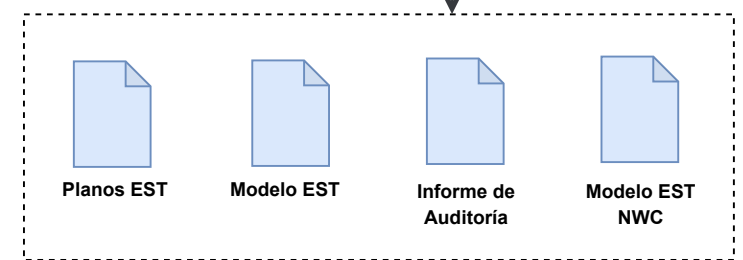 Planos EST
Modelo EST
Informe de
Auditoría
Modelo EST
NWC